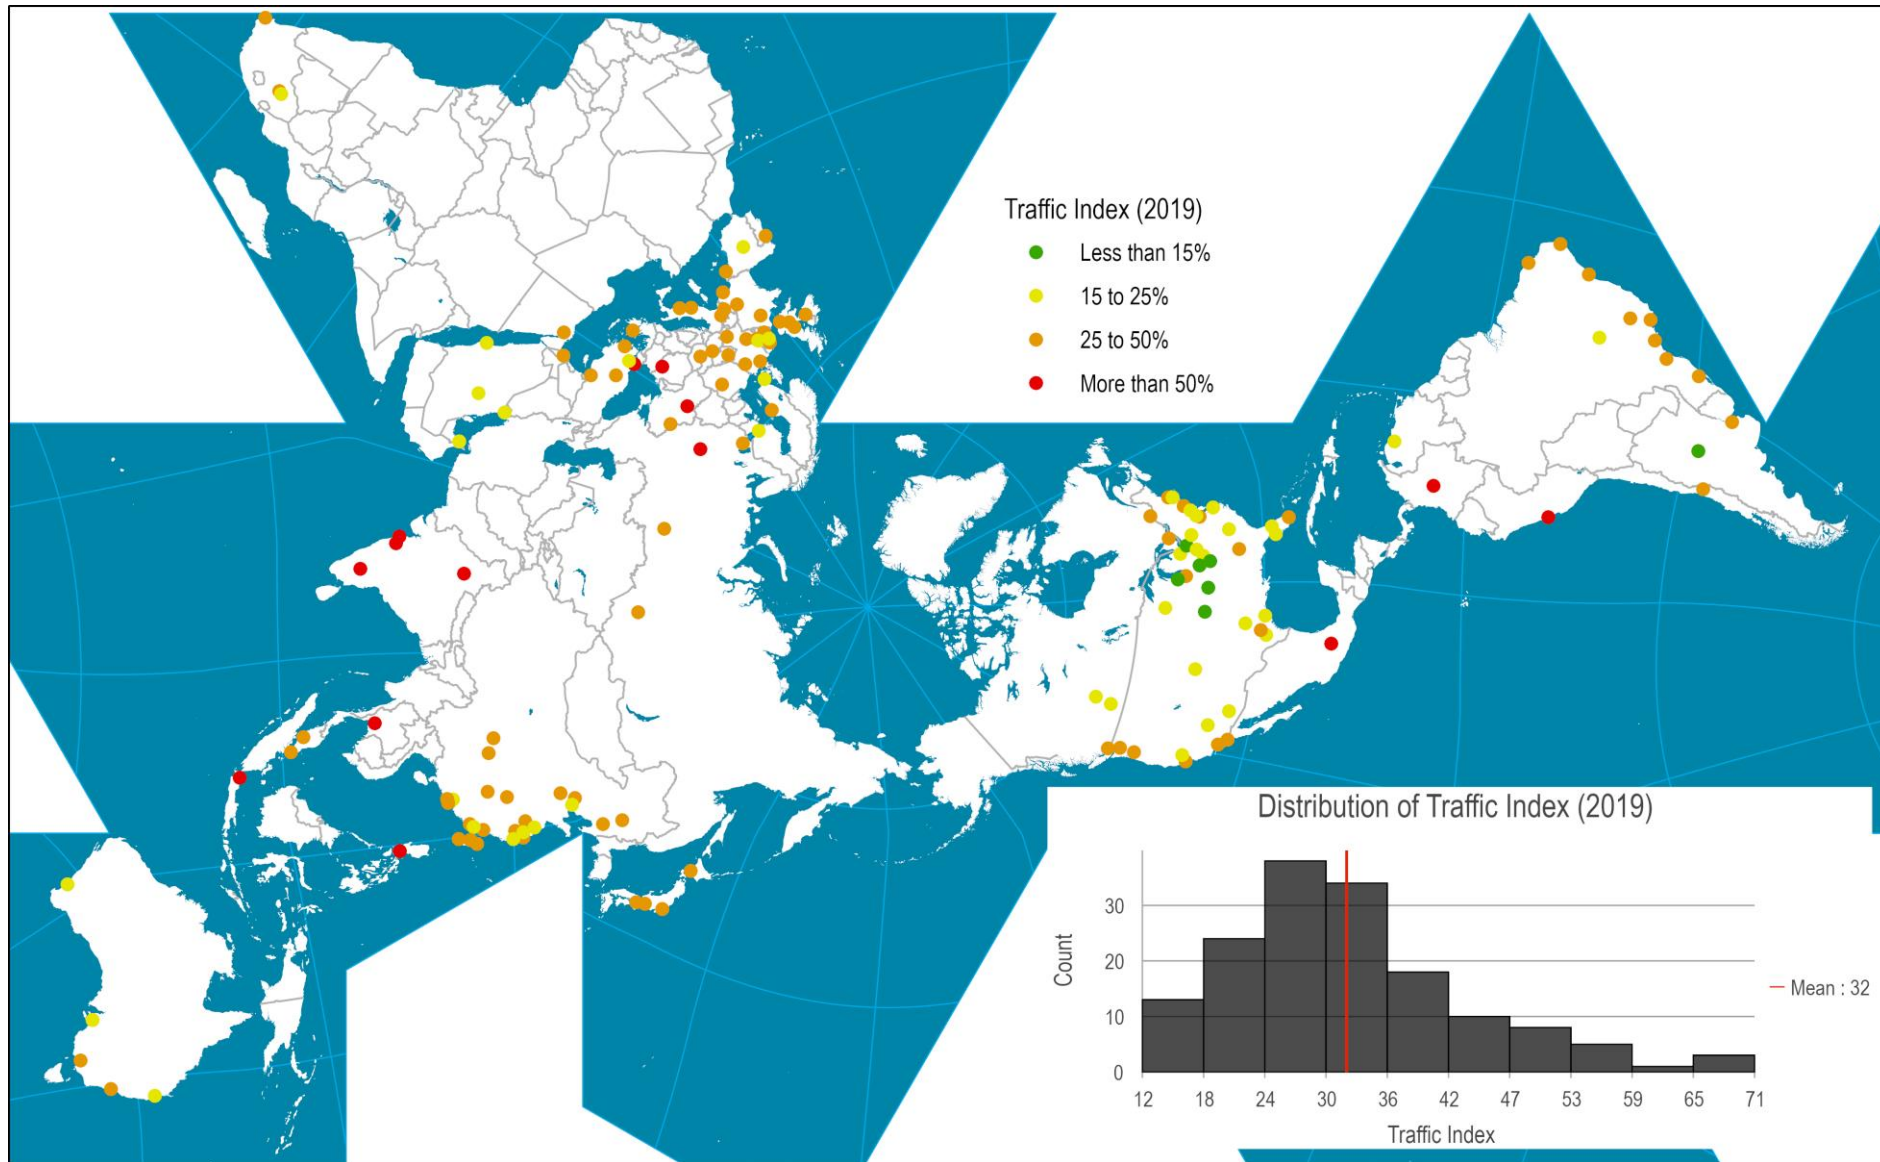 Traffic Index (2019)
Less than 15%
15 to 25%
25 to 50%
More than 50%
Distribution of Traffic Index (2019)
30
20
10
0
Count
12 18 24 30 36 42 47 53 59 65 71
Traffic Index
Mean : 32